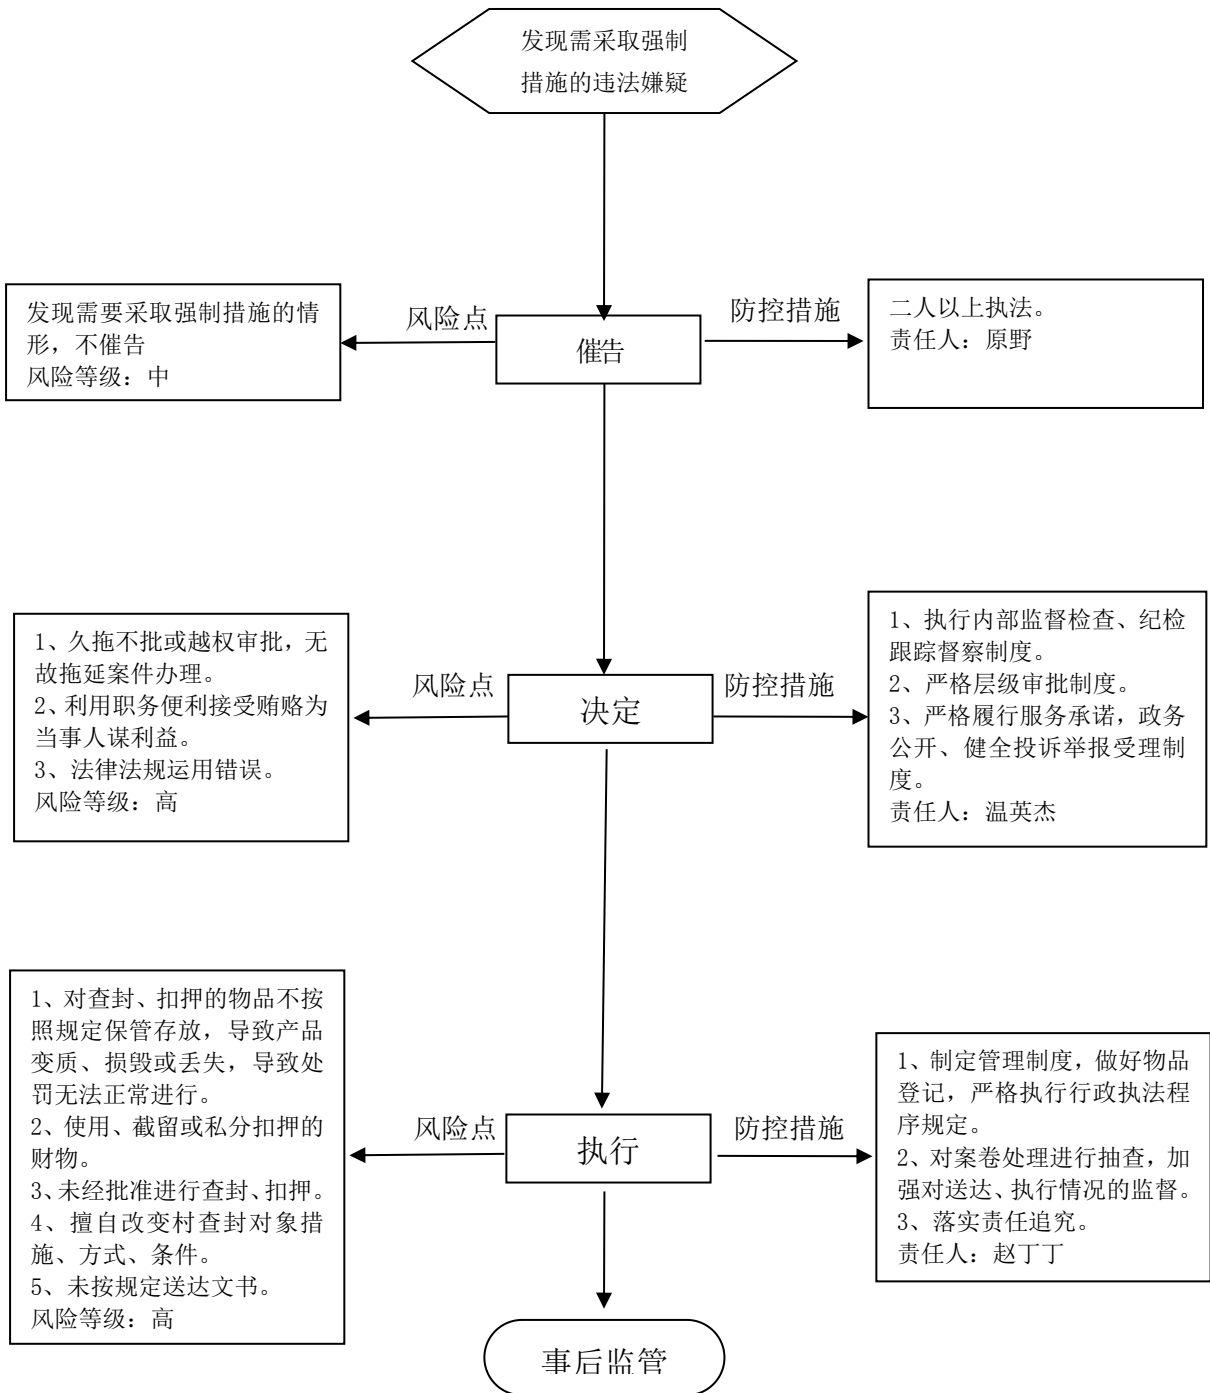 发现需采取强制
措施的违法嫌疑
发现需要采取强制措施的情
形，不催告
风险等级：中
风险点
催告
防控措施
二人以上执法。
责任人：原野
1、久拖不批或越权审批，无
故拖延案件办理。
2、利用职务便利接受贿赂为
当事人谋利益。
3、法律法规运用错误。
风险等级：高
风险点
决定
防控措施
1、执行内部监督检查、纪检
跟踪督察制度。
2、严格层级审批制度。
3、严格履行服务承诺，政务
公开、健全投诉举报受理制
度。
责任人：温英杰
1、对查封、扣押的物品不按
照规定保管存放，导致产品
变质、损毁或丢失，导致处
罚无法正常进行。
2、使用、截留或私分扣押的
财物。
3、未经批准进行查封、扣押。
4、擅自改变村查封对象措
施、方式、条件。
5、未按规定送达文书。
风险等级：高
风险点
执行
防控措施
1、制定管理制度，做好物品
登记，严格执行行政执法程
序规定。
2、对案卷处理进行抽查，加
强对送达、执行情况的监督。
3、落实责任追究。
责任人：赵丁丁
事后监管